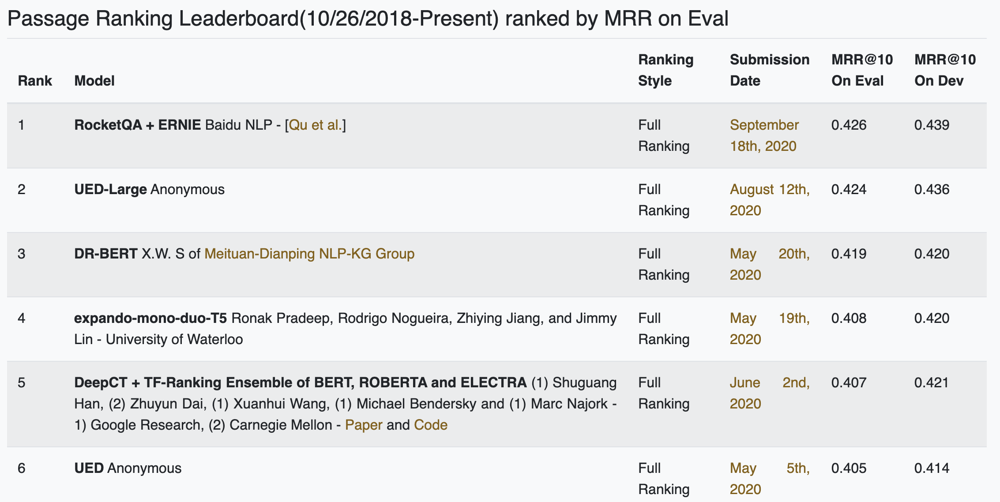 Passage Ranking Leaderboard(10/26/2018-Present) ranked by MRR on Eval
Rank Model Ranking Style Submission Date MRR@10 On Eval MRR@10 On Dev
1 RocketQA + ERNIE Baidu NLP - [Qu et al.] Full Ranking September 18th, 2020 0.426 0.439
2 UED-Large Anonymous Full Ranking August 12th, 2020 0.424 0.436
3 DR-BERT X.W. S of Meituan-Dianping NLP-KG Group Full Ranking May 20th, 2020 0.419 0.420
4 expando-mono-duo-T5 Ronak Pradeep, Rodrigo Nogueira, Zhiying Jiang, and Jimmy
Lin - University of Waterloo Full Ranking May 19th, 2020 0.408 0.420
5 DeepCT + TF-Ranking Ensemble of BERT, ROBERTA and ELECTRA (1) Shuguang
Han, (2) Zhuyun Dai, (1) Xuanhui Wang, (1) Michael Bendersky and (1) Marc Najork -
1) Google Research, (2) Carnegie Mellon - Paper and Code Full Ranking June 2nd, 2020 0.407 0.421
6 UED Anonymous Full Ranking May 5th, 2020 0.405 0.414